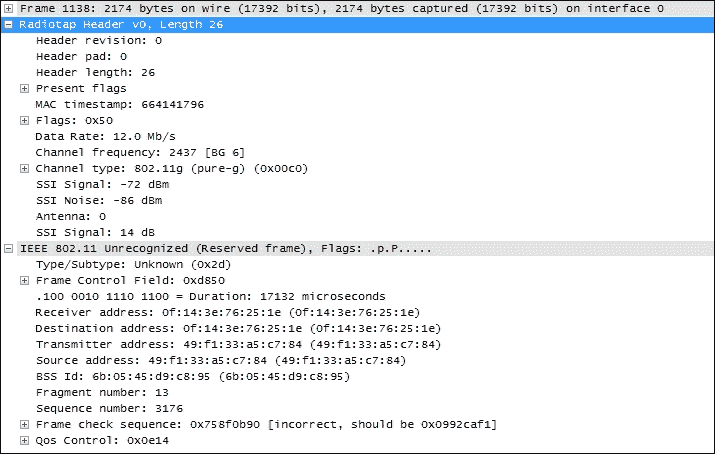 Frame 1138: 2174 bytes on wire (17392 bits), 2174 bytes captured (17392 bits) on interface 0
Radiotap Header v0, Length 26
Header revision: 0
Header pad: 0
Header length: 26
Present flags
MAC timestamp: 664141796
Flags: 0x50
Data Rate: 12.0 Mb/s
Channel frequency: 2437 [BG 6]
Channel type: 802.11g (pure-g) (0x00c0)
SSI Signal: -72 dBm
SSI Noise: -86 dBm
Antenna: 0
SSI Signal: 14 dB
IEEE 802.11 Unrecognized (Reserved frame), Flags: .p.P.....
Type/Subtype: Unknown (0x2d)
Frame Control Field: 0xd850
.100 0010 1110 1100 = Duration: 17132 microseconds
Receiver address: 0f:14:3e:76:25:1e (0f:14:3e:76:25:1e)
Destination address: 0f:14:3e:76:25:1e (0f:14:3e:76:25:1e)
Transmitter address: 49:f1:33:a5:c7:84 (49:f1:33:a5:c7:84)
Source address: 49:f1:33:a5:c7:84 (49:f1:33:a5:c7:84)
BSS Id: 6b:05:45:d9:c8:95 (6b:05:45:d9:c8:95)
Fragment number: 13
Sequence number: 3176
Frame check sequence: 0x758f0b90 [incorrect, should be 0x0992caf1]
Qos Control: 0x0e14